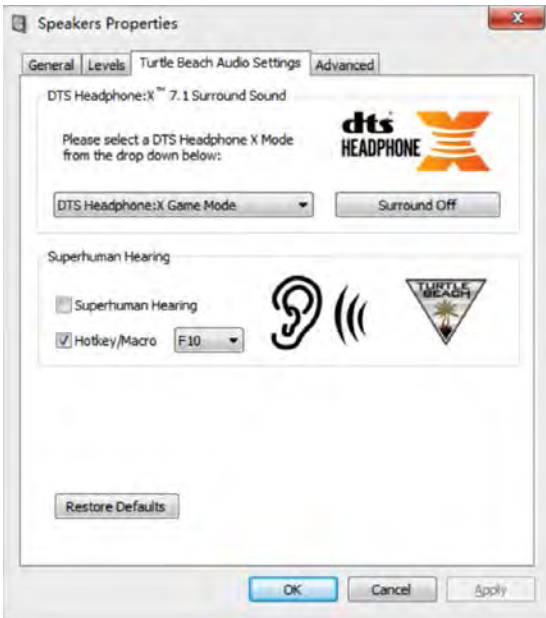 Speakers Properties
General Levels Turtle Beach Audio Settings Advanced
DTS Headphone:X™ 7.1 Surround Sound
Please select a DTS Headphone X Mode
from the drop down below:
dts
HEADPHONE
DTS Headphone:X Game Mode
Surround Off
Superhuman Hearing
Superhuman Hearing
Hotkey/Macro F10
TURTLE
BEACH
Restore Defaults
OK Cancel Apply